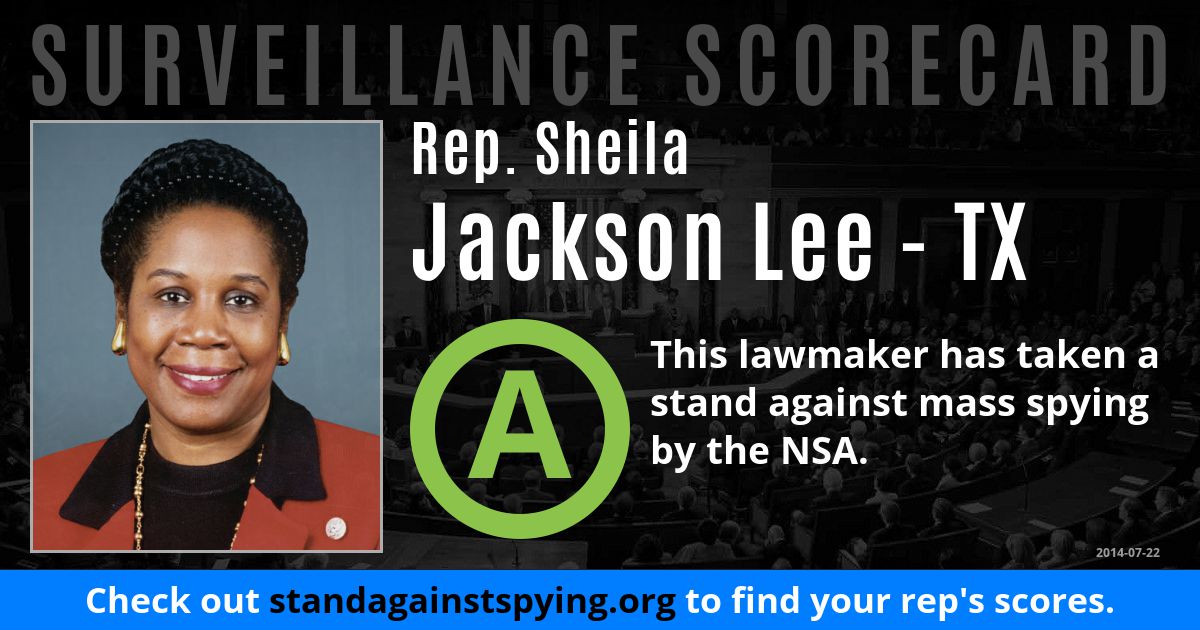 SURVEILLANCE SCORECARD
Rep. Sheila
Jackson Lee - TX
A
This lawmaker has taken a
stand against mass spying
by the NSA.
2014-07-22
Check out standagainstspying.org to find your rep's scores.